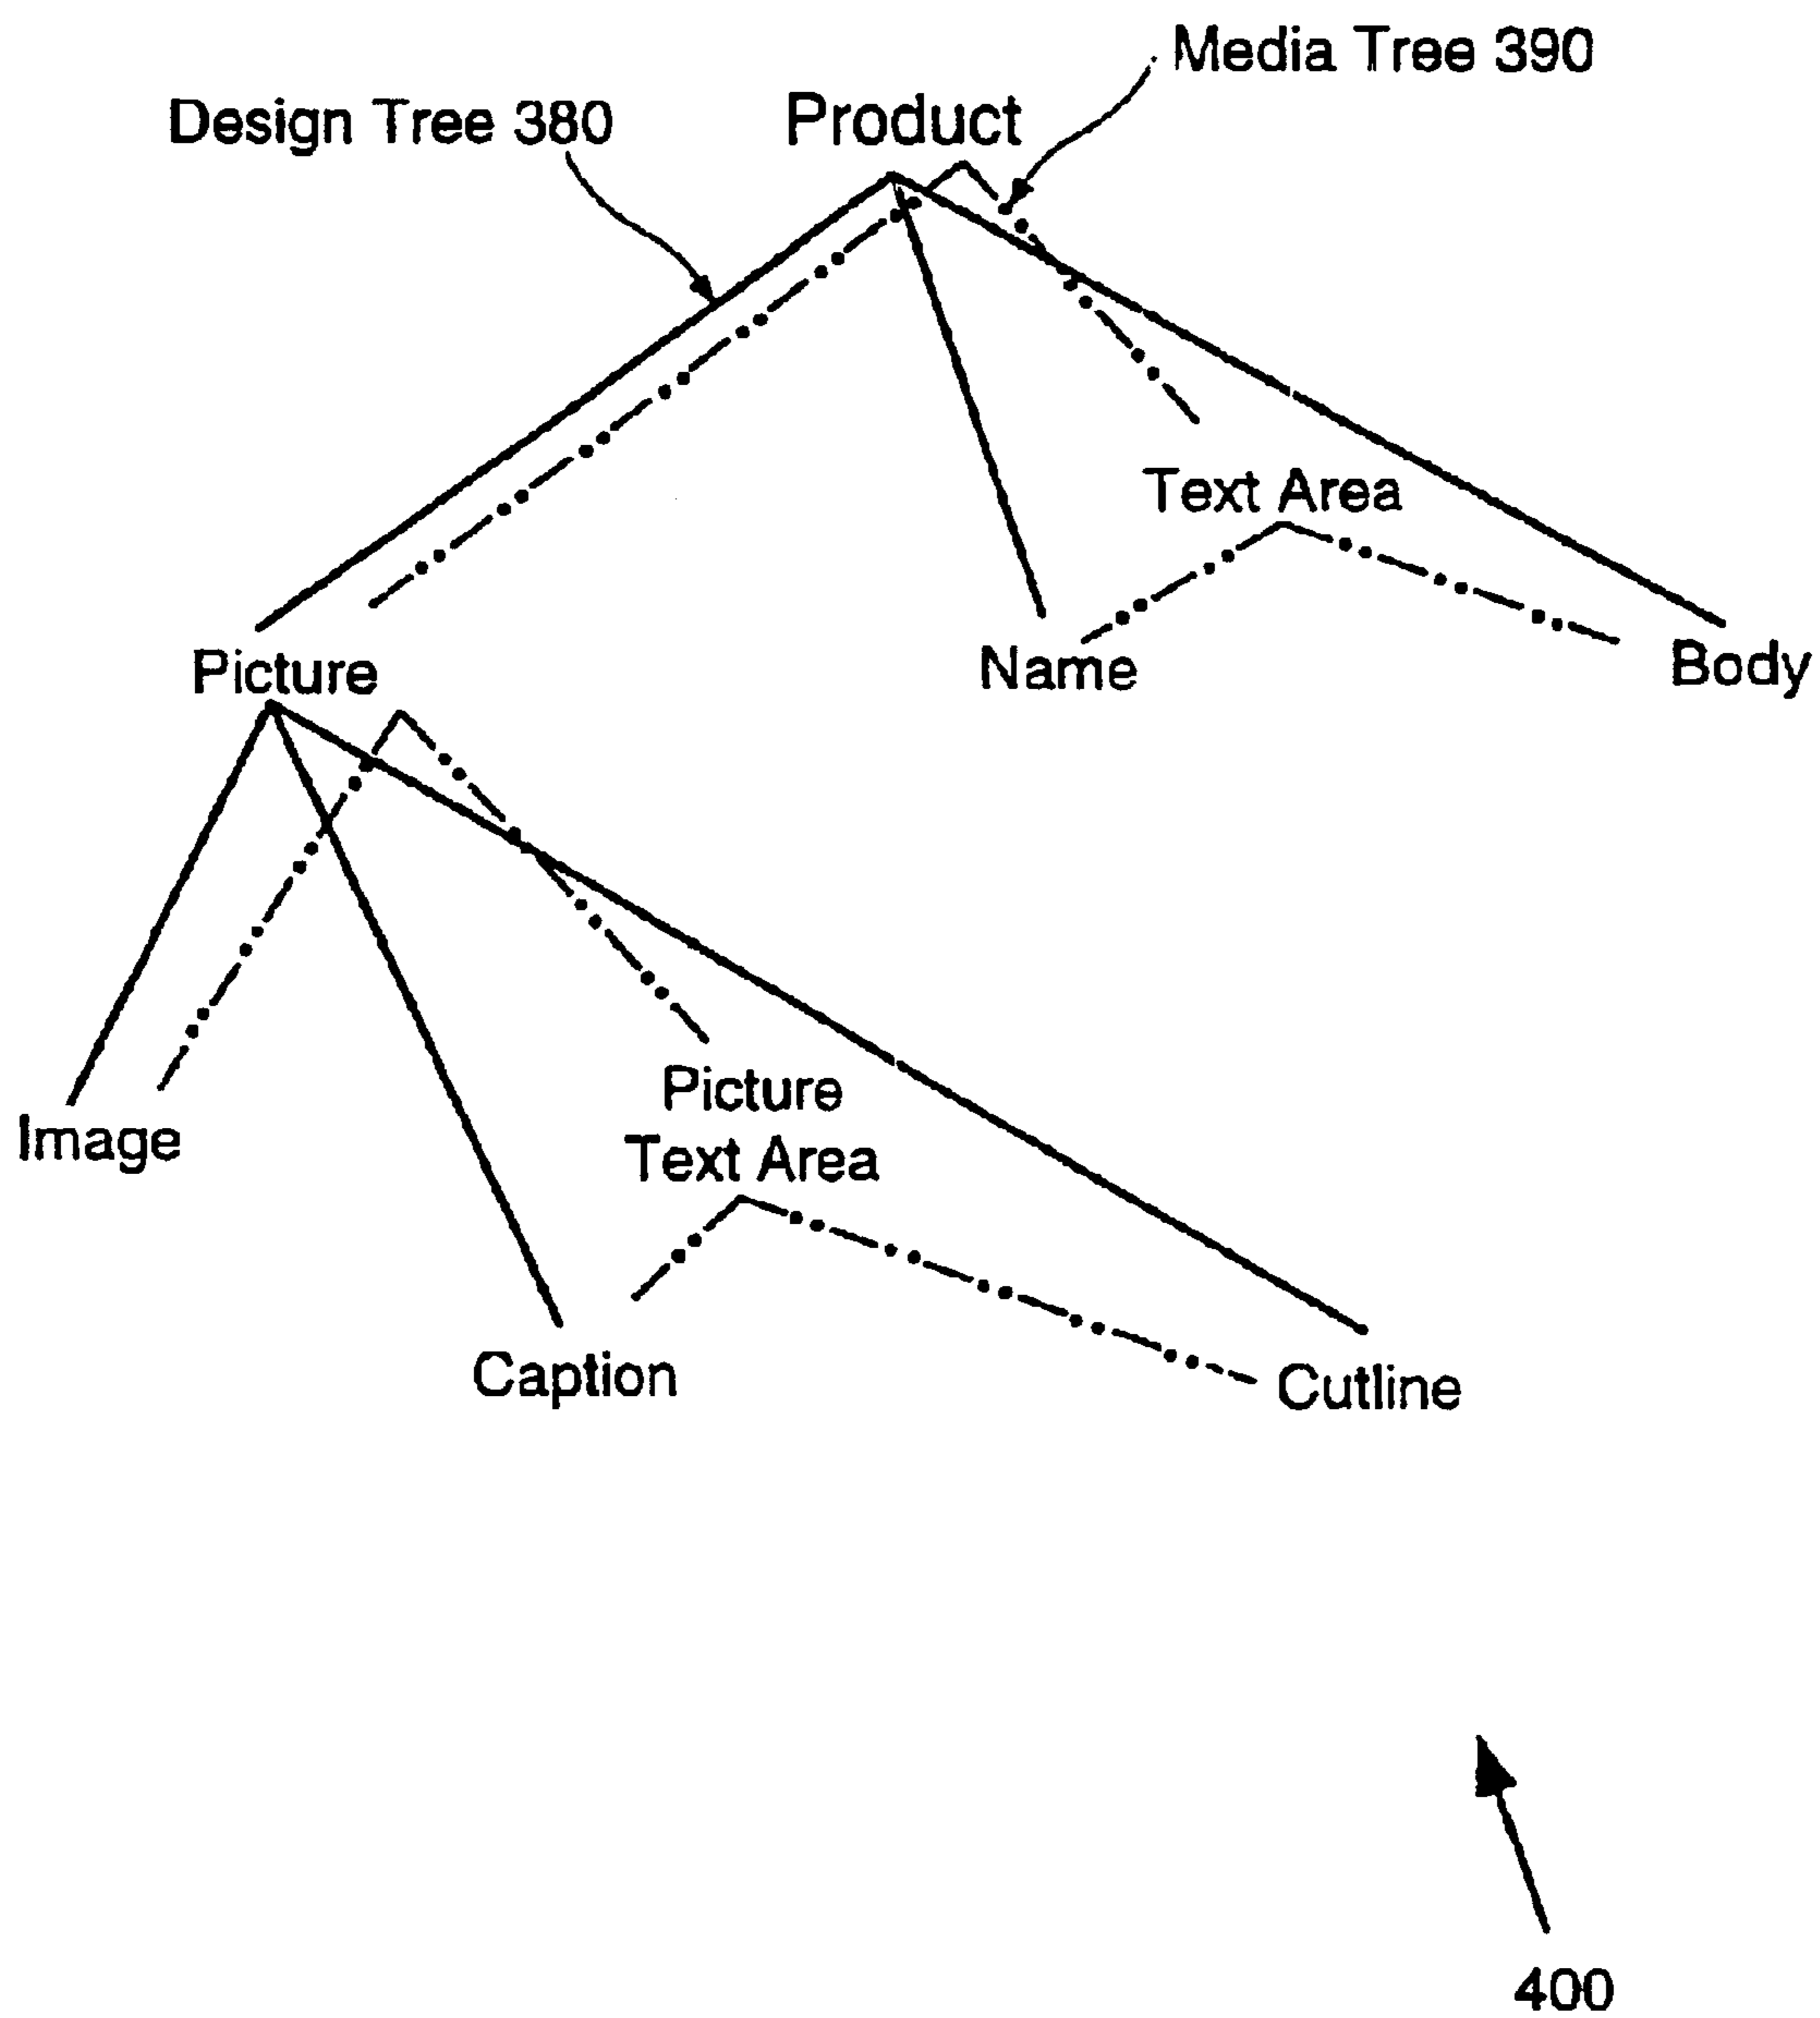 Media Tree 390
Design Tree 380
Product
Text Area
Picture
Name
Body
Picture
Text Area
Image
Caption
Cutline
400